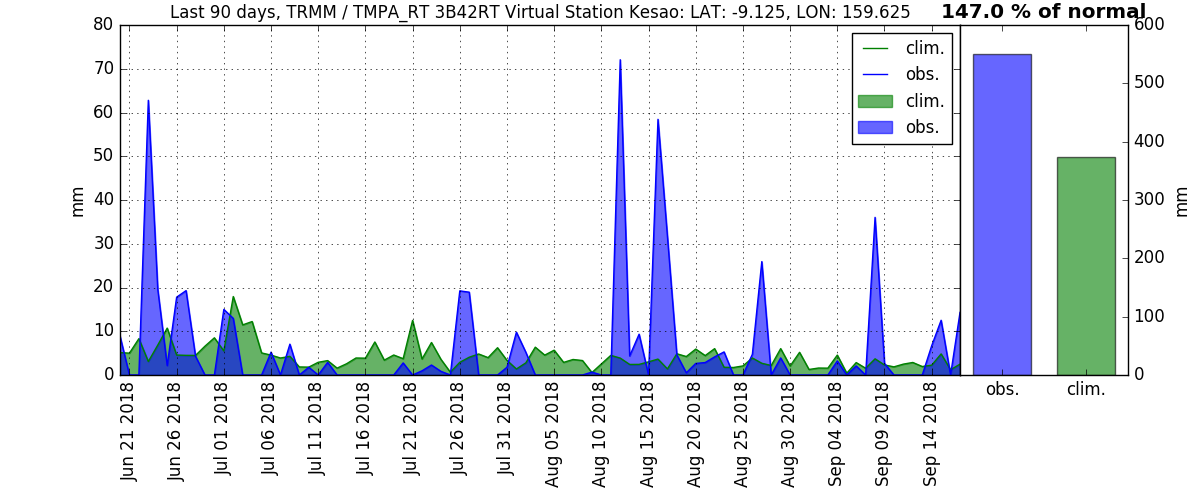 Last 90 days, TRMM / TMPA_RT 3B42RT Virtual Station Kesao: LAT: -9.125, LON: 159.625
147.0 % of normal
80
70
60
50
40
30
20
10
0
mm
clim.
obs.
clim.
obs.
600
500
400
300
200
100
0
mm
Jun 21 2018
Jun 26 2018
Jul 01 2018
Jul 06 2018
Jul 11 2018
Jul 16 2018
Jul 21 2018
Jul 26 2018
Jul 31 2018
Aug 05 2018
Aug 10 2018
Aug 15 2018
Aug 20 2018
Aug 25 2018
Aug 30 2018
Sep 04 2018
Sep 09 2018
Sep 14 2018
obs.
clim.